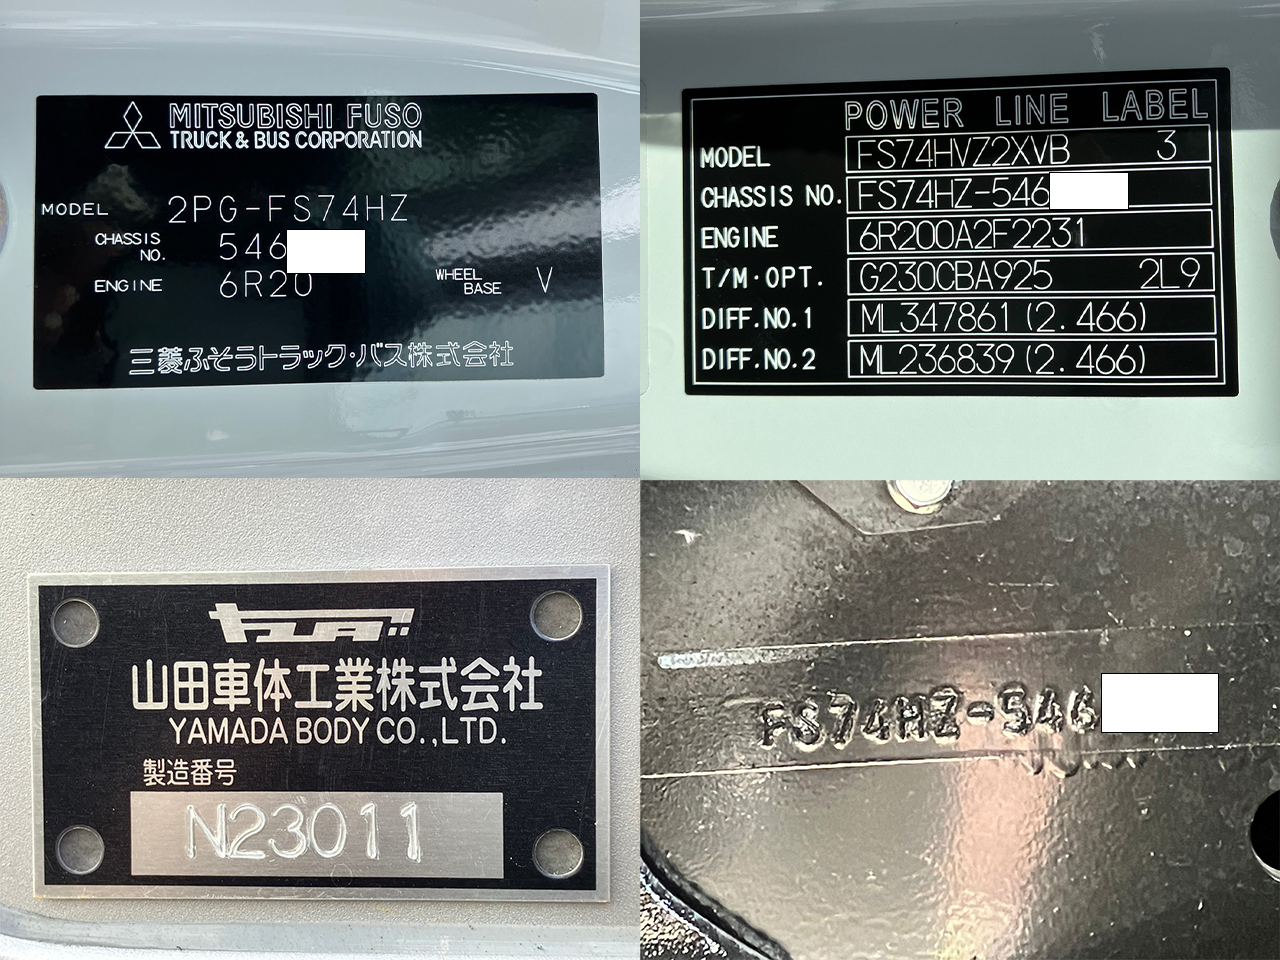 MITSUBISHI FUSO
TRUCK & BUS CORPORATION
MODEL 2PG-FS74HZ
CHASSIS NO. 546
ENGINE 6R20 WHEEL BASE V
三菱ふそうトラック・バス株式会社
POWER LINE LABEL
MODEL FS74HVZ2XVB 3
CHASSIS NO. FS74HZ-546
ENGINE 6R200A2F2231
T/M·OPT. G230CBA925 2L9
DIFF.NO.1 ML347861 (2.466)
DIFF.NO.2 ML236839 (2.466)
山田車体工業株式会社
YAMADA BODY CO.,LTD.
製造番号
N23011
FS74HZ-546